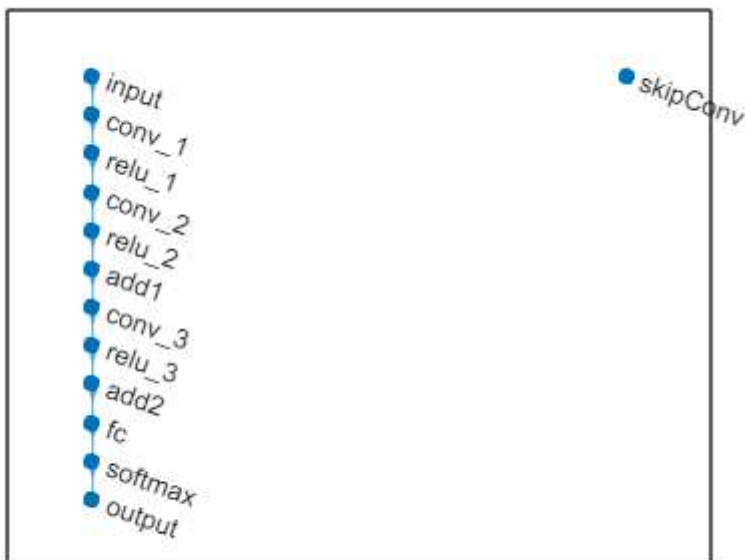 input
conv_1
relu_1
conv_2
relu_2
add1
conv_3
relu_3
add2
fc
softmax
output
skipConv